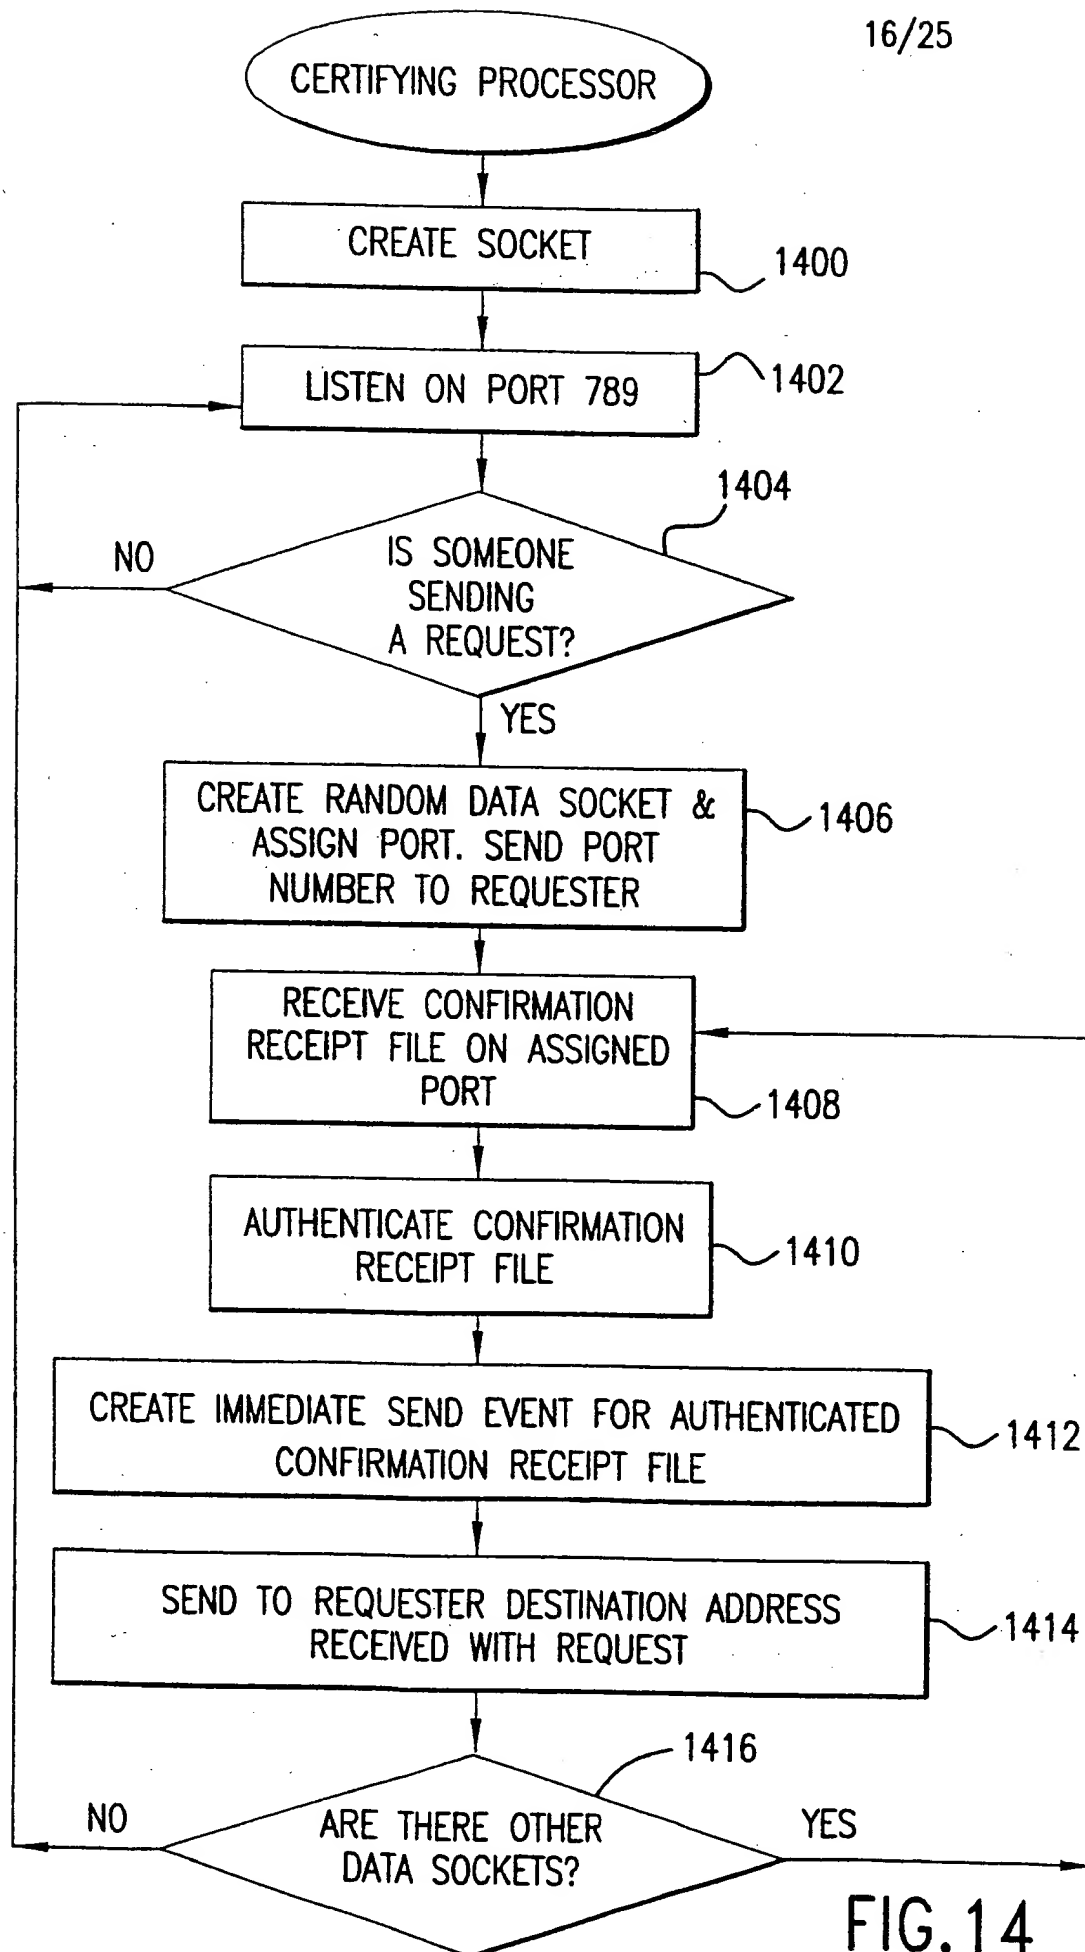 16/25
CERTIFYING PROCESSOR
CREATE SOCKET
1400
LISTEN ON PORT 789
1402
1404
IS SOMEONE
SENDING
A REQUEST?
NO
YES
CREATE RANDOM DATA SOCKET &
ASSIGN PORT. SEND PORT
NUMBER TO REQUESTER
1406
RECEIVE CONFIRMATION
RECEIPT FILE ON ASSIGNED
PORT
1408
AUTHENTICATE CONFIRMATION
RECEIPT FILE
1410
CREATE IMMEDIATE SEND EVENT FOR AUTHENTICATED
CONFIRMATION RECEIPT FILE
1412
SEND TO REQUESTER DESTINATION ADDRESS
RECEIVED WITH REQUEST
1414
1416
ARE THERE OTHER
DATA SOCKETS?
NO
YES
FIG.14